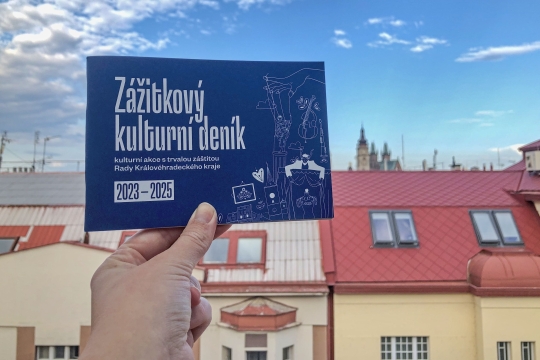 Zážitkový
kulturní deník
kulturní akce s trvalou záštitou
Rady Královéhradeckého kraje
2023 – 2025